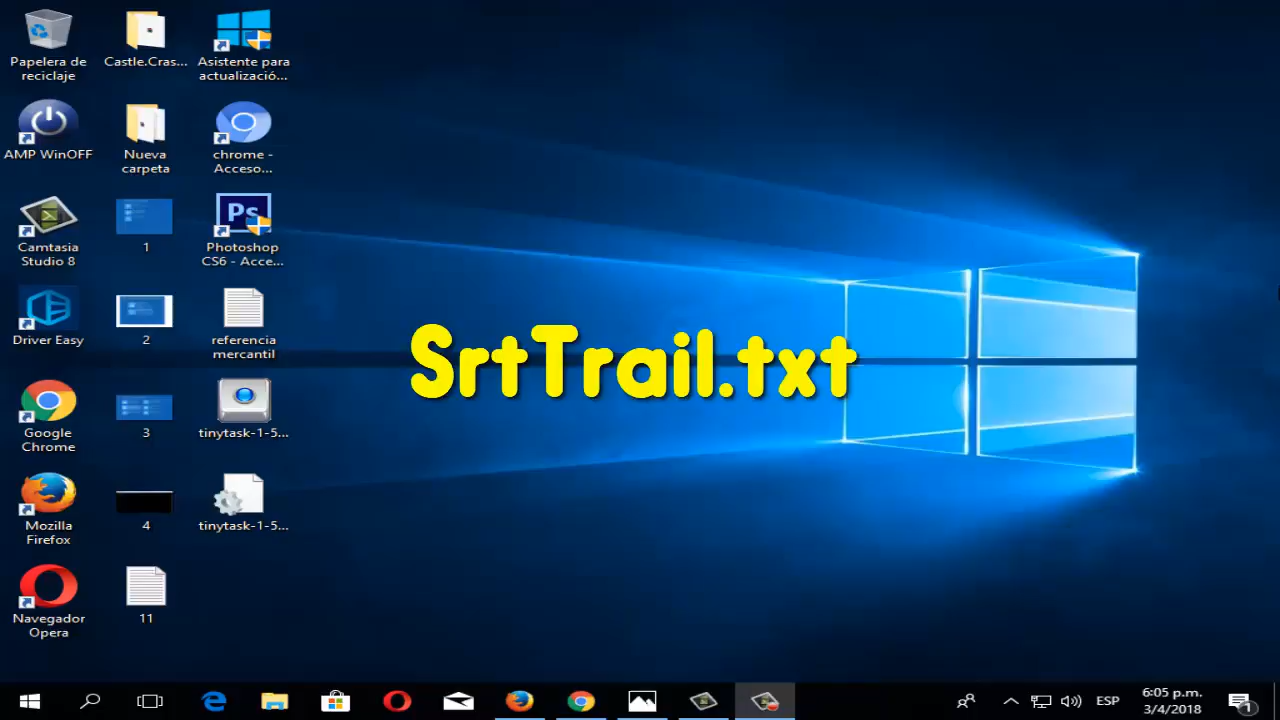 Papelera de
reciclaje
Castle.Cras...
Asistente para
actualizació...
AMP WinOFF
Nueva
carpeta
chrome -
Acceso...
Camtasia
Studio 8
1
Ps
Photoshop
CS6 - Acce...
Driver Easy
2
referencia
mercantil
SrtTrail.txt
Google
Chrome
3
tinytask-1-5...
Mozilla
Firefox
4
tinytask-1-5...
Navegador
Opera
11
ESP
6:05 p.m.
3/4/2018
1